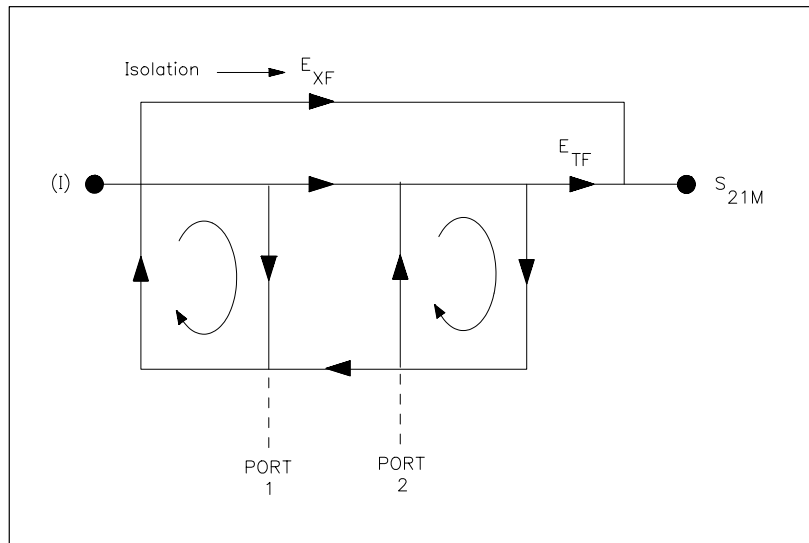 Isolation
E XF
E TF
(I)
S 21M
PORT
1
PORT
2